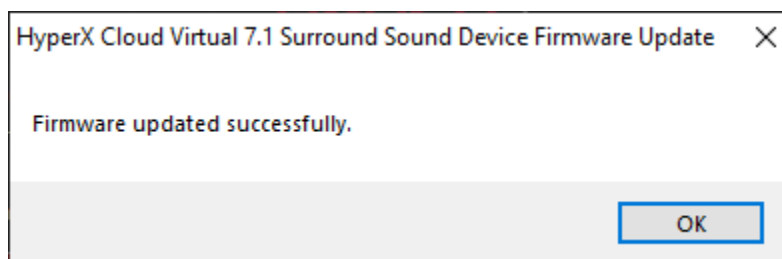 HyperX Cloud Virtual 7.1 Surround Sound Device Firmware Update
Firmware updated successfully.
OK